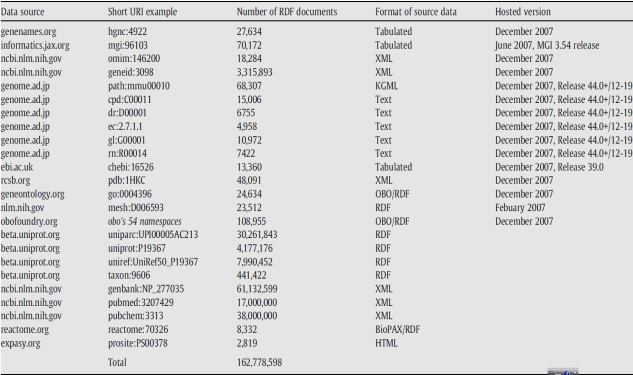 Data source Short URI example Number of RDF documents Format of source data Hosted version
genenames.org hgnc:4922 27,634 Tabulated December 2007
informatics.jax.org mgi:96103 70,172 Tabulated June 2007, MGI 3.54 release
ncbi.nlm.nih.gov omim:146200 18,284 XML December 2007
ncbi.nlm.nih.gov geneid:3098 3,315,893 XML December 2007
genome.ad.jp path:mmu00010 68,307 KGML December 2007, Release 44.0+/12-19
genome.ad.jp cpd:C00011 15,006 Text December 2007, Release 44.0+/12-19
genome.ad.jp dr:D00001 6755 Text December 2007, Release 44.0+/12-19
genome.ad.jp ec:2.7.1.1 4,958 Text December 2007, Release 44.0+/12-19
genome.ad.jp gl:G00001 10,972 Text December 2007, Release 44.0+/12-19
genome.ad.jp rn:R00014 7422 Text December 2007, Release 44.0+/12-19
ebi.ac.uk chebi:16526 13,360 Tabulated December 2007, Release 39.0
rcsb.org pdb:1HKC 48,091 XML December 2007
geneontology.org go:0004396 24,634 OBO/RDF December 2007
nlm.nih.gov mesh:D006593 23,512 RDF Febuary 2007
obofoundry.org obo's 54 namespaces 108,955 OBO/RDF December 2007
beta.uniprot.org uniparc:UPI00005AC213 30,261,843 RDF
beta.uniprot.org uniprot:P19367 4,177,176 RDF
beta.uniprot.org uniref:UniRef50_P19367 7,990,452 RDF
beta.uniprot.org taxon:9606 441,422 RDF
ncbi.nlm.nih.gov genbank:NP_277035 61,132,599 XML
ncbi.nlm.nih.gov pubmed:3207429 17,000,000 XML
ncbi.nlm.nih.gov pubchem:3313 38,000,000 XML
reactome.org reactome:70326 8,332 BioPAX/RDF
expasy.org prosite:PS00378 2,819 HTML
Total 162,778,598